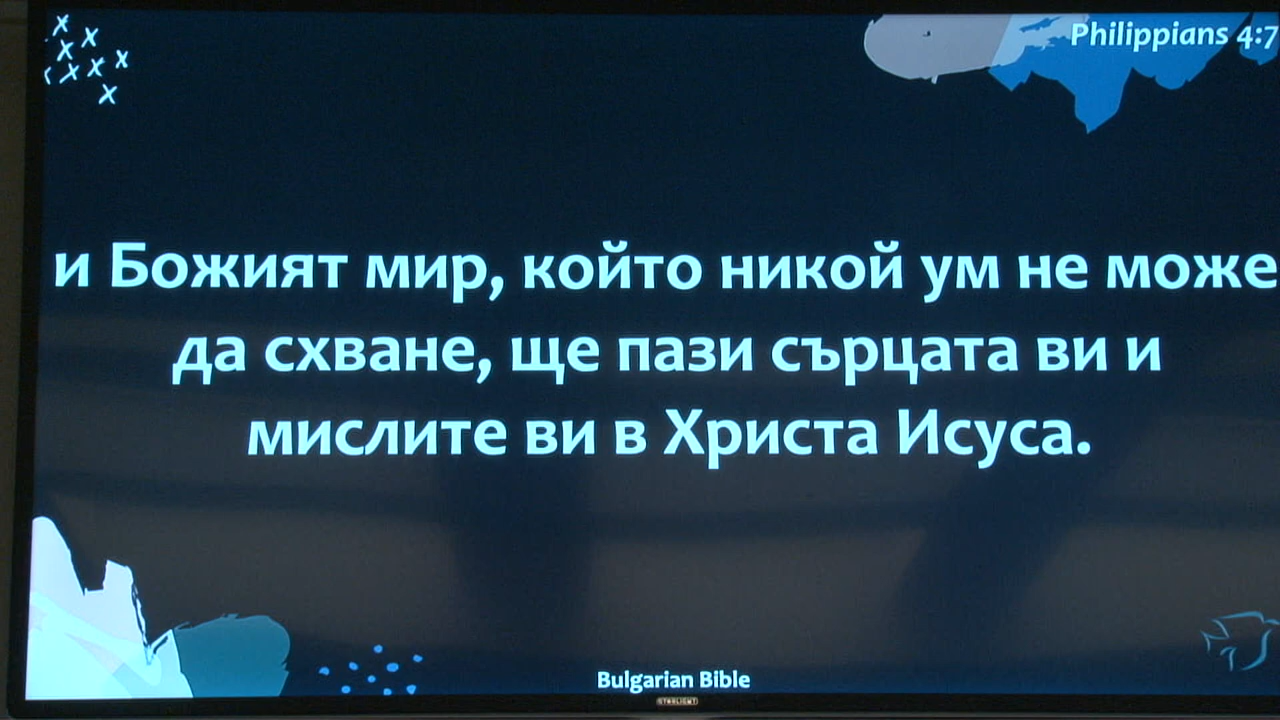 Philippians 4:7
и Божият мир, който никой ум не може
да схване, ще пази сърцата ви и
мислите ви в Христа Исуса.
Bulgarian Bible
STARLIGHT